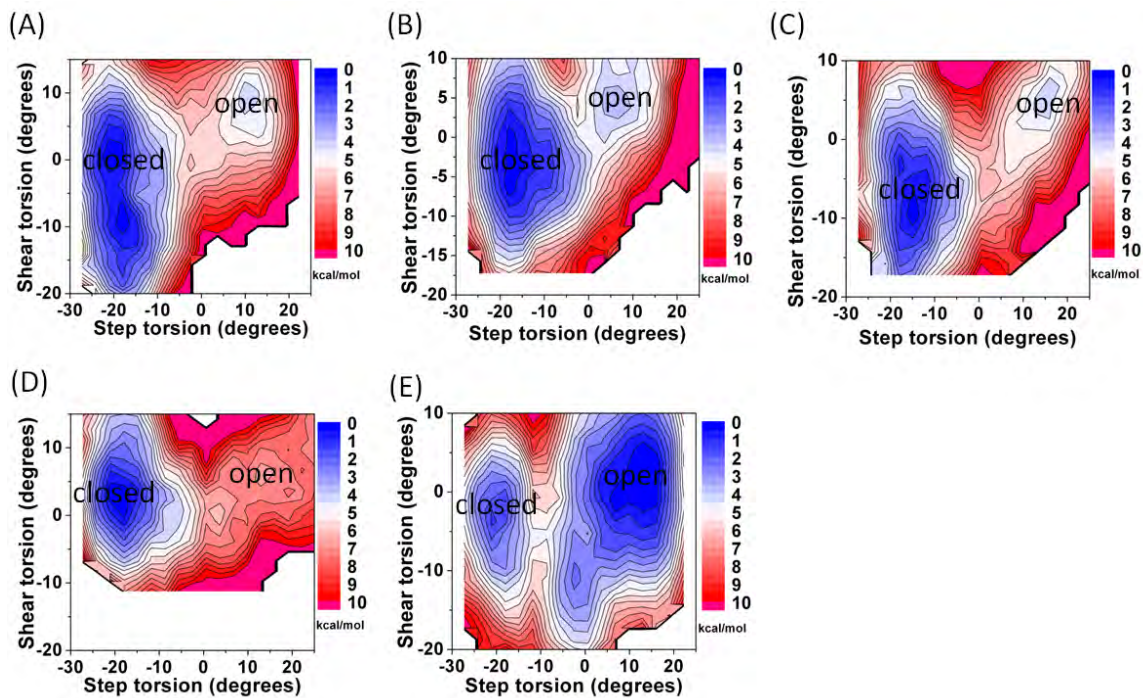 (A)
Shear torsion (degrees)
10
0
-10
-20
-30 -20 -10 0 10 20
Step torsion (degrees)
closed
open
0
1
2
3
4
5
6
7
8
9
10
kcal/mol
(B)
Shear torsion (degrees)
10
5
0
-5
-10
-15
-20
-30 -20 -10 0 10 20
Step torsion (degrees)
closed
open
0
1
2
3
4
5
6
7
8
9
10
kcal/mol
(C)
Shear torsion (degrees)
10
0
-10
-20
-30 -20 -10 0 10 20
Step torsion (degrees)
closed
open
0
1
2
3
4
5
6
7
8
9
10
kcal/mol
(D)
Shear torsion (degrees)
10
0
-10
-20
-30 -20 -10 0 10 20
Step torsion (degrees)
closed
open
0
1
2
3
4
5
6
7
8
9
10
kcal/mol
(E)
Shear torsion (degrees)
10
0
-10
-20
-30 -20 -10 0 10 20
Step torsion (degrees)
closed
open
0
1
2
3
4
5
6
7
8
9
10
kcal/mol